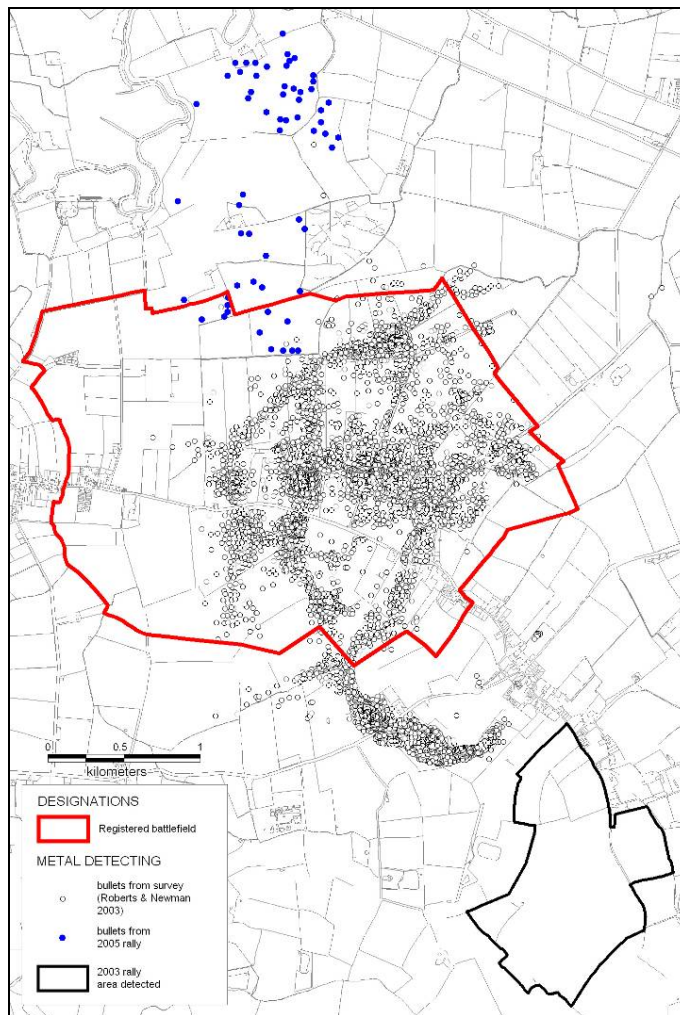 0
0.5
1
kilometers
DESIGNATIONS
Registered battlefield
METAL DETECTING
bullets from survey
(Roberts & Newman
2003)
bullets from
2005 rally
2003 rally
area detected